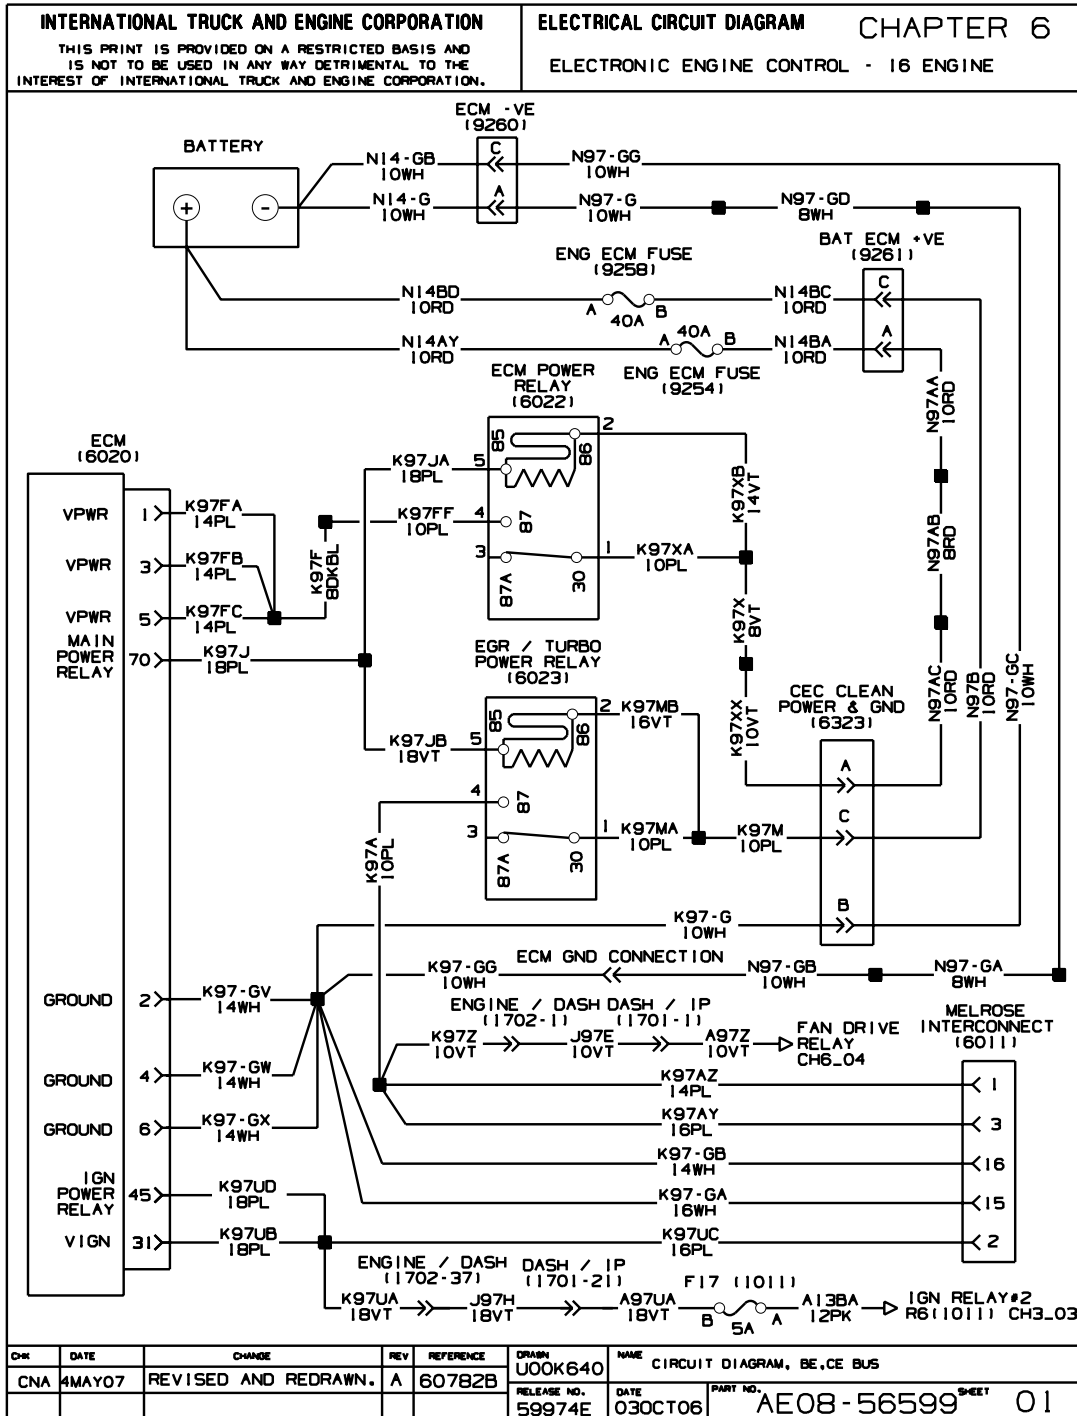 INTERNATIONAL TRUCK AND ENGINE CORPORATION
THIS PRINT IS PROVIDED ON A RESTRICTED BASIS AND
IS NOT TO BE USED IN ANY WAY DETRIMENTAL TO THE
INTEREST OF INTERNATIONAL TRUCK AND ENGINE CORPORATION.
ELECTRICAL CIRCUIT DIAGRAM CHAPTER 6
ELECTRONIC ENGINE CONTROL - I6 ENGINE
ECM -VE
(9260)
BATTERY
+ -
C
N14-GB
10WH
N97-GG
10WH
A
N14-G
10WH
N97-G
10WH
N97-GD
8WH
BAT ECM +VE
(9261)
ENG ECM FUSE
(9258)
N14BD
10RD
A
40A
B
N14BC
10RD
C
N14AY
10RD
A
40A
B
N14BA
10RD
A
ENG ECM FUSE
(9254)
N97AA
10RD
N97AB
8RD
N97AC
10RD
N97B
10RD
N97-GC
10WH
ECM POWER
RELAY
(6022)
85
86
2
5
K97JA
18PL
K97FF
10PL
4
87
3
87A
30
1
K97XA
10PL
K97XB
14VT
K97X
8VT
K97XX
10VT
ECM
(6020)
VPWR 1
K97FA
14PL
VPWR 3
K97FB
14PL
VPWR 5
K97FC
14PL
K97F
8DKBL
MAIN
POWER
RELAY
70
K97J
18PL
EGR / TURBO
POWER RELAY
(6023)
85
86
2
K97MB
16VT
5
K97JB
18VT
4
87
3
87A
30
1
K97MA
10PL
K97M
10PL
K97A
10PL
CEC CLEAN
POWER & GND
(6323)
A
C
B
K97-G
10WH
ECM GND CONNECTION
K97-GG
10WH
N97-GB
10WH
N97-GA
8WH
GROUND 2
K97-GV
14WH
GROUND 4
K97-GW
14WH
GROUND 6
K97-GX
14WH
ENGINE / DASH
(1702-1)
DASH / IP
(1701-1)
K97Z
10VT
J97E
10VT
A97Z
10VT
FAN DRIVE
RELAY
CH6_04
MELROSE
INTERCONNECT
(6011)
K97AZ
14PL
1
K97AY
16PL
3
K97-GB
14WH
16
K97-GA
16WH
15
K97UC
16PL
2
IGN
POWER
RELAY
45
K97UD
18PL
VIGN 31
K97UB
18PL
ENGINE / DASH
(1702-37)
DASH / IP
(1701-21)
F17 (1011)
K97UA
18VT
J97H
18VT
A97UA
18VT
B
5A
A
A13BA
12PK
IGN RELAY#2
R6(1011) CH3_03
CHK DATE CHANGE REV REFERENCE
CNA 4MAY07 REVISED AND REDRAWN. A 60782B
DRAWN
U00K640
NAME
CIRCUIT DIAGRAM, BE,CE BUS
RELEASE NO.
59974E
DATE
03OCT06
PART NO.
AE08-56599
SHEET
01